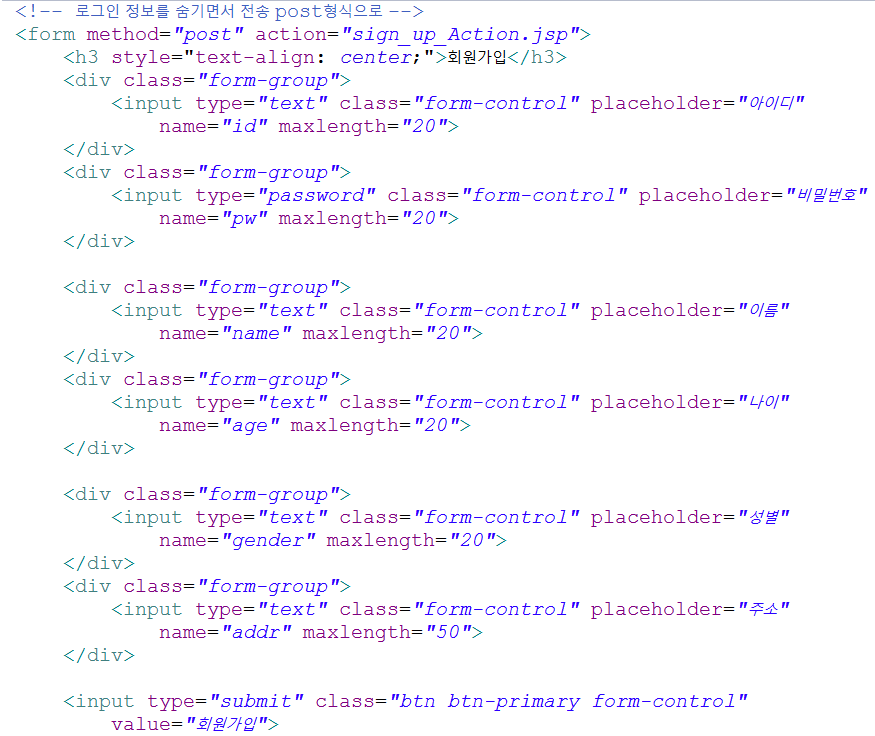 <!-- 로그인 정보를 숨기면서 전송 post형식으로 -->
<form method="post" action="sign_up_Action.jsp">
<h3 style="text-align: center;">회원가입</h3>
<div class="form-group">
<input type="text" class="form-control" placeholder="아이디"
name="id" maxlength="20">
</div>
<div class="form-group">
<input type="password" class="form-control" placeholder="비밀번호"
name="pw" maxlength="20">
</div>
<div class="form-group">
<input type="text" class="form-control" placeholder="이름"
name="name" maxlength="20">
</div>
<div class="form-group">
<input type="text" class="form-control" placeholder="나이"
name="age" maxlength="20">
</div>
<div class="form-group">
<input type="text" class="form-control" placeholder="성별"
name="gender" maxlength="20">
</div>
<div class="form-group">
<input type="text" class="form-control" placeholder="주소"
name="addr" maxlength="50">
</div>
<input type="submit" class="btn btn-primary form-control"
value="회원가입">